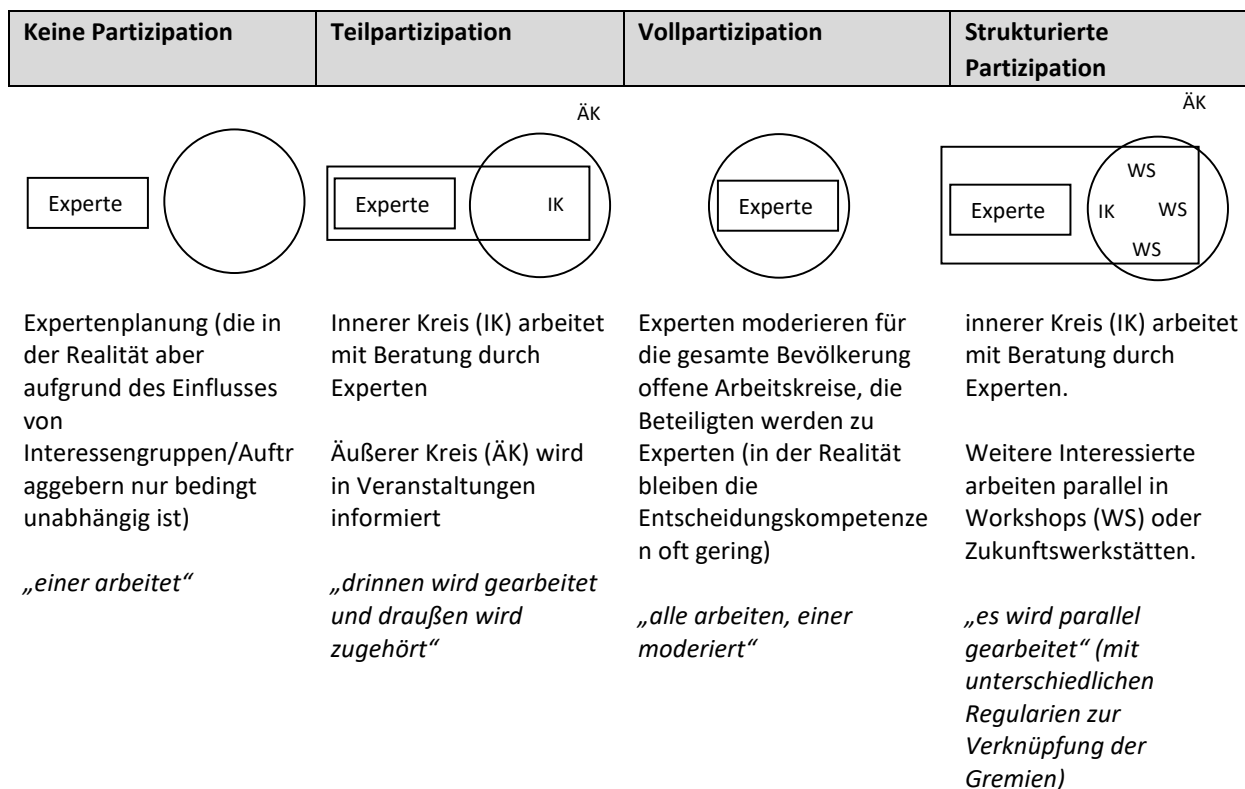 Keine Partizipation
Teilpartizipation
Vollpartizipation
Strukturierte
Partizipation
Experte
ÄK
Experte
IK
Experte
ÄK
Experte
IK
WS
WS
WS
Expertenplanung (die in
der Realität aber
aufgrund des Einflusses
von
Interessengruppen/Auftr
aggebern nur bedingt
unabhängig ist)
„einer arbeitet“
Innerer Kreis (IK) arbeitet
mit Beratung durch
Experten
Äußerer Kreis (ÄK) wird
in Veranstaltungen
informiert
„drinnen wird gearbeitet
und draußen wird
zugehört“
Experten moderieren für
die gesamte Bevölkerung
offene Arbeitskreise, die
Beteiligten werden zu
Experten (in der Realität
bleiben die
Entscheidungskompetenze
n oft gering)
„alle arbeiten, einer
moderiert“
innerer Kreis (IK) arbeitet
mit Beratung durch
Experten.
Weitere Interessierte
arbeiten parallel in
Workshops (WS) oder
Zukunftswerkstätten.
„es wird parallel
gearbeitet“ (mit
unterschiedlichen
Regularien zur
Verknüpfung der
Gremien)